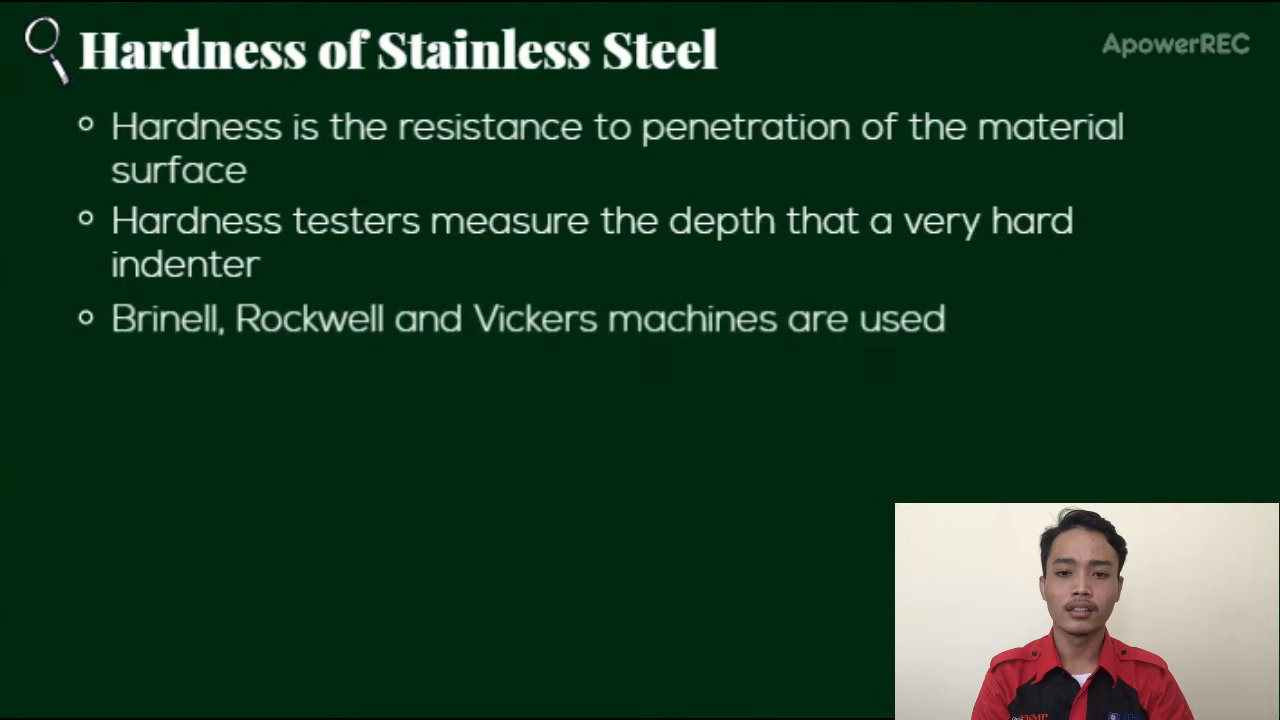 Hardness of Stainless Steel
ApowerREC
Hardness is the resistance to penetration of the material
surface
Hardness testers measure the depth that a very hard
indenter
Brinell, Rockwell and Vickers machines are used